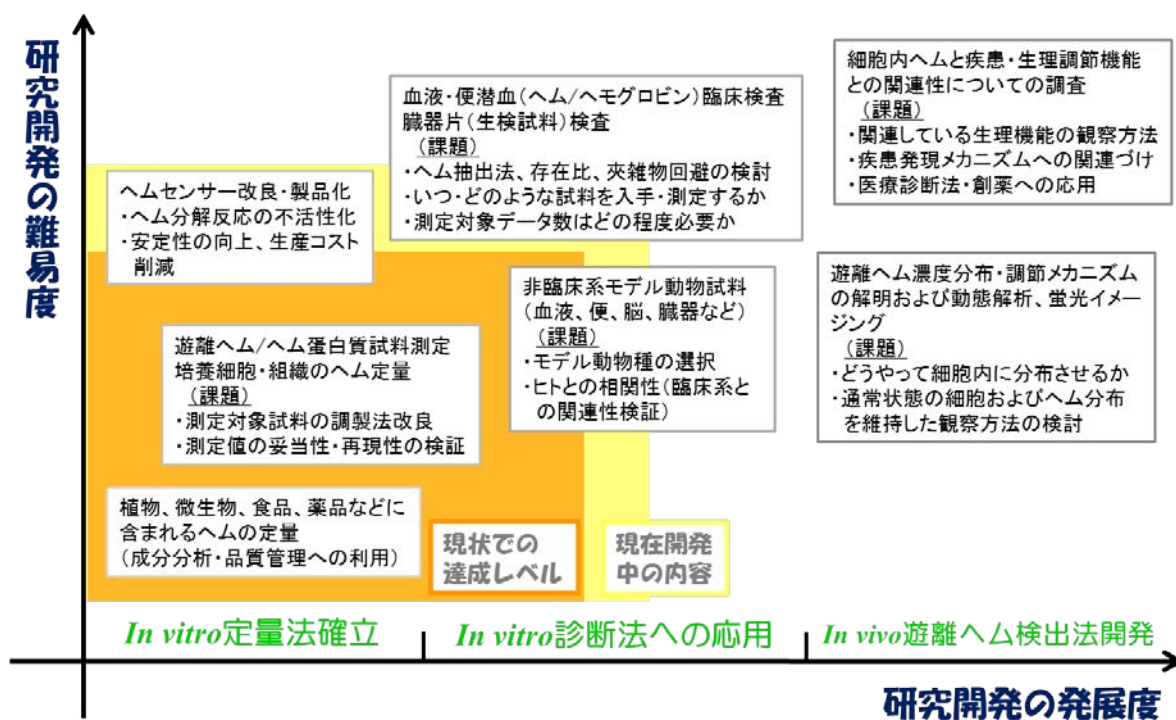 研究開発の難易度
ヘムセンサー改良・製品化
・ヘム分解反応の不活性化
・安定性の向上、生産コスト
削減
血液・便潜血(ヘム/ヘモグロビン)臨床検査
臓器片(生検試料)検査
(課題)
・ヘム抽出法、存在比、夾雑物回避の検討
・いつ・どのような試料を入手・測定するか
・測定対象データ数はどの程度必要か
細胞内ヘムと疾患・生理調節機能
との関連性についての調査
(課題)
・関連している生理機能の観察方法
・疾患発現メカニズムへの関連づけ
・医療診断法・創薬への応用
遊離ヘム/ヘム蛋白質試料測定
培養細胞・組織のヘム定量
(課題)
・測定対象試料の調製法改良
・測定値の妥当性・再現性の検証
非臨床系モデル動物試料
(血液、便、脳、臓器など)
(課題)
・モデル動物種の選択
・ヒトとの相関性(臨床系と
の関連性検証)
遊離ヘム濃度分布・調節メカニズム
の解明および動態解析、蛍光イメー
ジング
(課題)
・どうやって細胞内に分布させるか
・通常状態の細胞およびヘム分布
を維持した観察方法の検討
植物、微生物、食品、薬品などに
含まれるヘムの定量
(成分分析・品質管理への利用)
現状での
達成レベル
現在開発
中の内容
In vitro定量法確立
In vitro診断法への応用
In vivo遊離ヘム検出法開発
研究開発の発展度